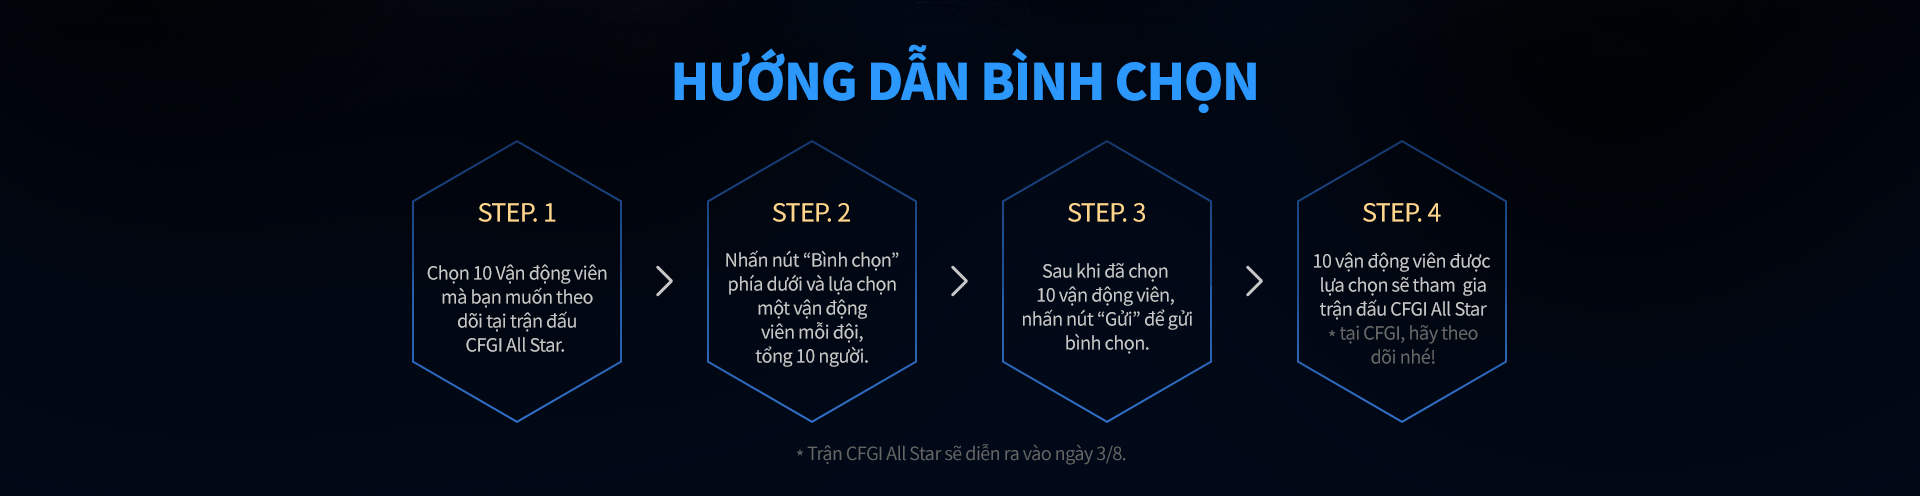 HƯỚNG DẪN BÌNH CHỌN
STEP. 1
Chọn 10 Vận động viên
mà bạn muốn theo
dõi tại trận đấu
CFGI All Star.
STEP. 2
Nhấn nút “Bình chọn”
phía dưới và lựa chọn
một vận động
viên mỗi đội,
tổng 10 người.
STEP. 3
Sau khi đã chọn
10 vận động viên,
nhấn nút “Gửi” để gửi
bình chọn.
STEP. 4
10 vận động viên được
lựa chọn sẽ tham gia
trận đấu CFGI All Star
* tại CFGI, hãy theo
dõi nhé!
* Trận CFGI All Star sẽ diễn ra vào ngày 3/8.